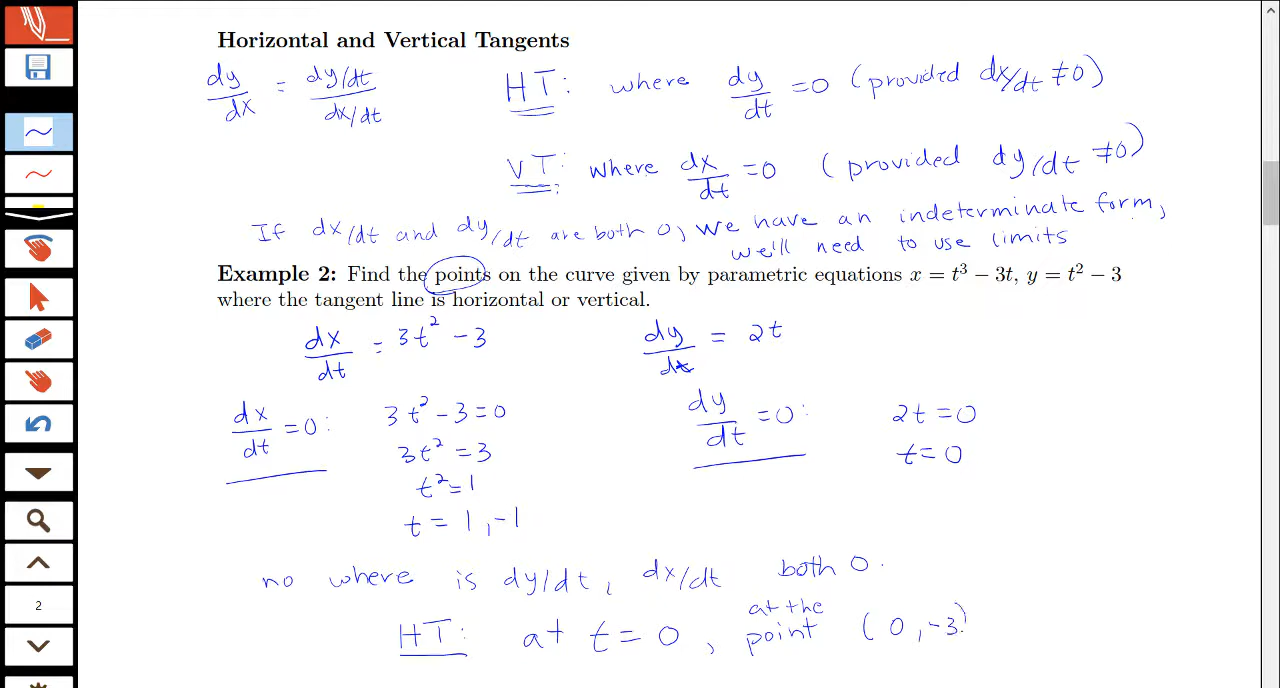 Horizontal and Vertical Tangents
dy/dx = (dy/dt)/(dx/dt)
HT: where dy/dt = 0 (provided dx/dt ≠ 0)
VT: where dx/dt = 0 (provided dy/dt ≠ 0)
If dx/dt and dy/dt are both 0, we have an indeterminate form,
we'll need to use limits
Example 2: Find the points on the curve given by parametric equations x = t³ − 3t, y = t² − 3
where the tangent line is horizontal or vertical.
dx/dt = 3t² − 3
dy/dt = 2t
dx/dt = 0:
3t² − 3 = 0
3t² = 3
t² = 1
t = 1, −1
dy/dt = 0:
2t = 0
t = 0
no where is dy/dt, dx/dt both 0.
HT: at t = 0, at the point (0, −3)
2